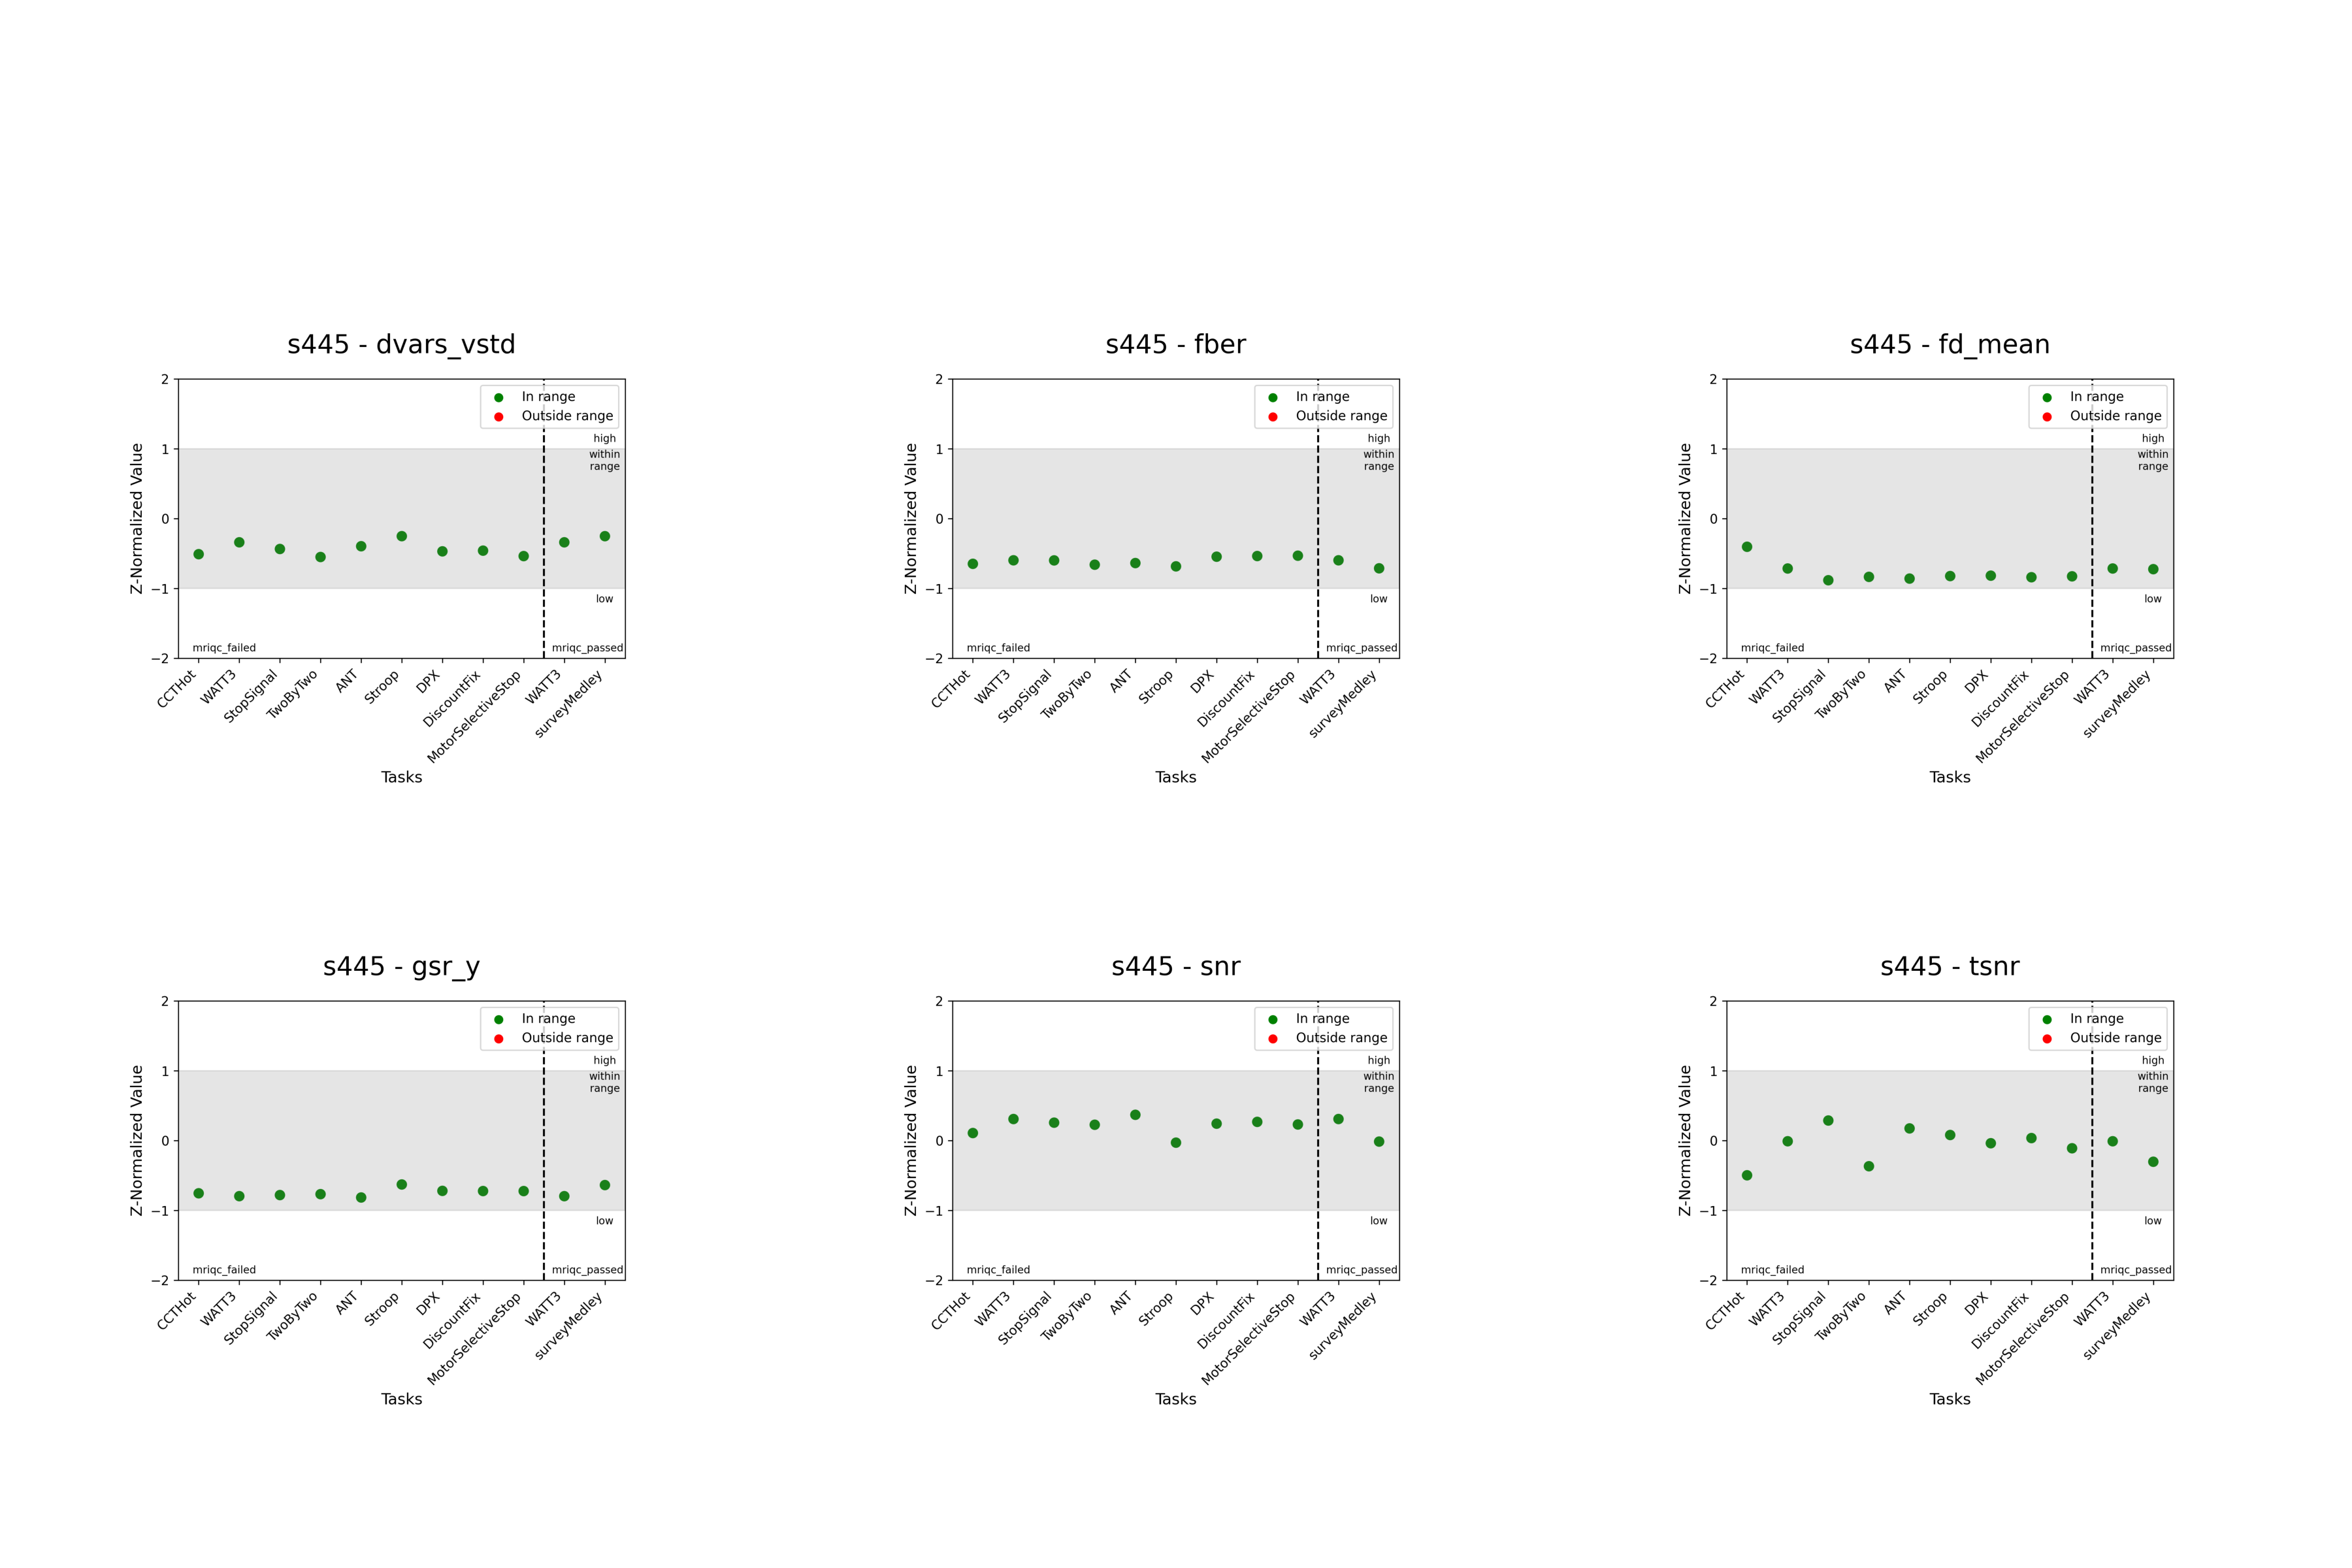 s445 - dvars_vstd
2
In range
Outside range
high
1
within
range
0
−1
low
mriqc_failed
mriqc_passed
−2
Z-Normalized Value
CCTHot
WATT3
StopSignal
TwoByTwo
ANT
Stroop
DPX
DiscountFix
MotorSelectiveStop
WATT3
surveyMedley
Tasks
s445 - fber
2
In range
Outside range
high
1
within
range
0
−1
low
mriqc_failed
mriqc_passed
−2
Z-Normalized Value
CCTHot
WATT3
StopSignal
TwoByTwo
ANT
Stroop
DPX
DiscountFix
MotorSelectiveStop
WATT3
surveyMedley
Tasks
s445 - fd_mean
2
In range
Outside range
high
1
within
range
0
−1
low
mriqc_failed
mriqc_passed
−2
Z-Normalized Value
CCTHot
WATT3
StopSignal
TwoByTwo
ANT
Stroop
DPX
DiscountFix
MotorSelectiveStop
WATT3
surveyMedley
Tasks
s445 - gsr_y
2
In range
Outside range
high
1
within
range
0
−1
low
mriqc_failed
mriqc_passed
−2
Z-Normalized Value
CCTHot
WATT3
StopSignal
TwoByTwo
ANT
Stroop
DPX
DiscountFix
MotorSelectiveStop
WATT3
surveyMedley
Tasks
s445 - snr
2
In range
Outside range
high
1
within
range
0
−1
low
mriqc_failed
mriqc_passed
−2
Z-Normalized Value
CCTHot
WATT3
StopSignal
TwoByTwo
ANT
Stroop
DPX
DiscountFix
MotorSelectiveStop
WATT3
surveyMedley
Tasks
s445 - tsnr
2
In range
Outside range
high
1
within
range
0
−1
low
mriqc_failed
mriqc_passed
−2
Z-Normalized Value
CCTHot
WATT3
StopSignal
TwoByTwo
ANT
Stroop
DPX
DiscountFix
MotorSelectiveStop
WATT3
surveyMedley
Tasks